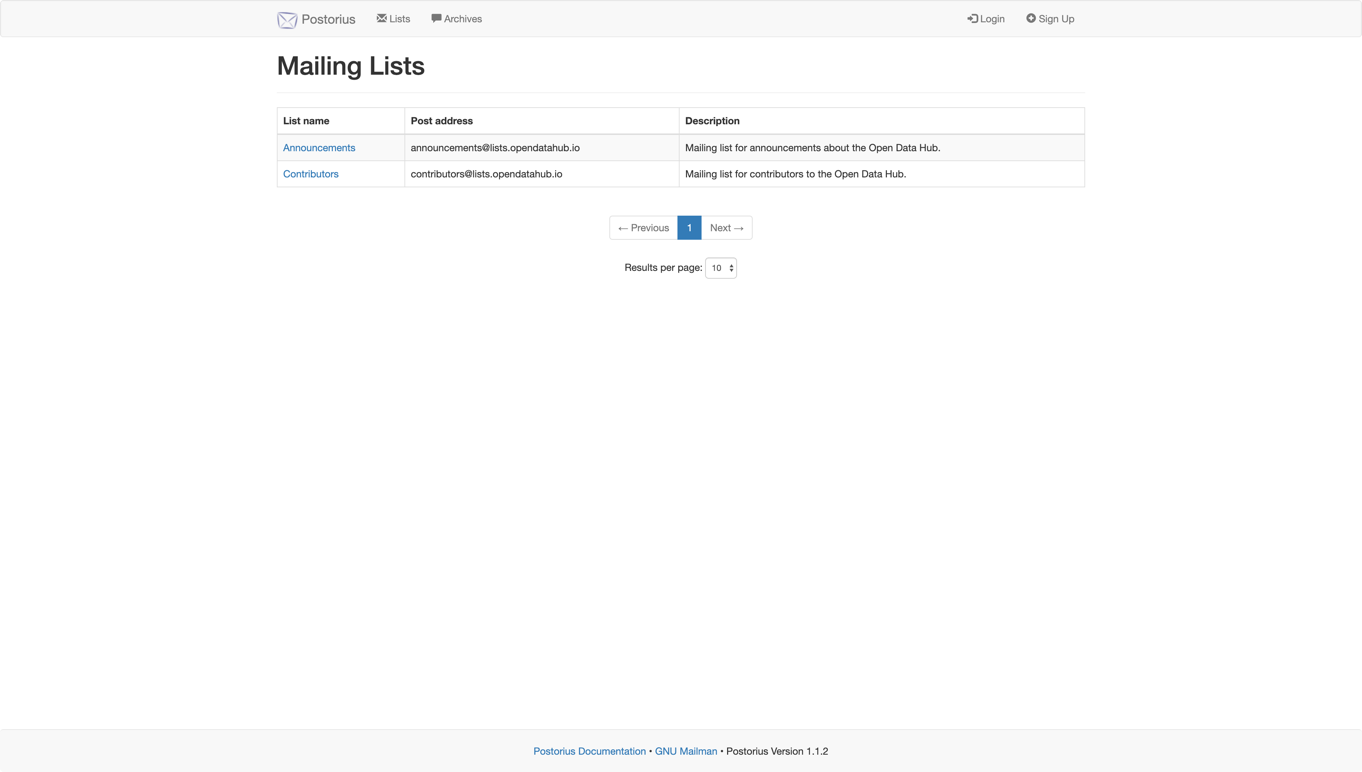 Postorius Lists Archives Login Sign Up
Mailing Lists
List name Post address Description
Announcements announcements@lists.opendatahub.io Mailing list for announcements about the Open Data Hub.
Contributors contributors@lists.opendatahub.io Mailing list for contributors to the Open Data Hub.
← Previous 1 Next →
Results per page: 10
Postorius Documentation • GNU Mailman • Postorius Version 1.1.2